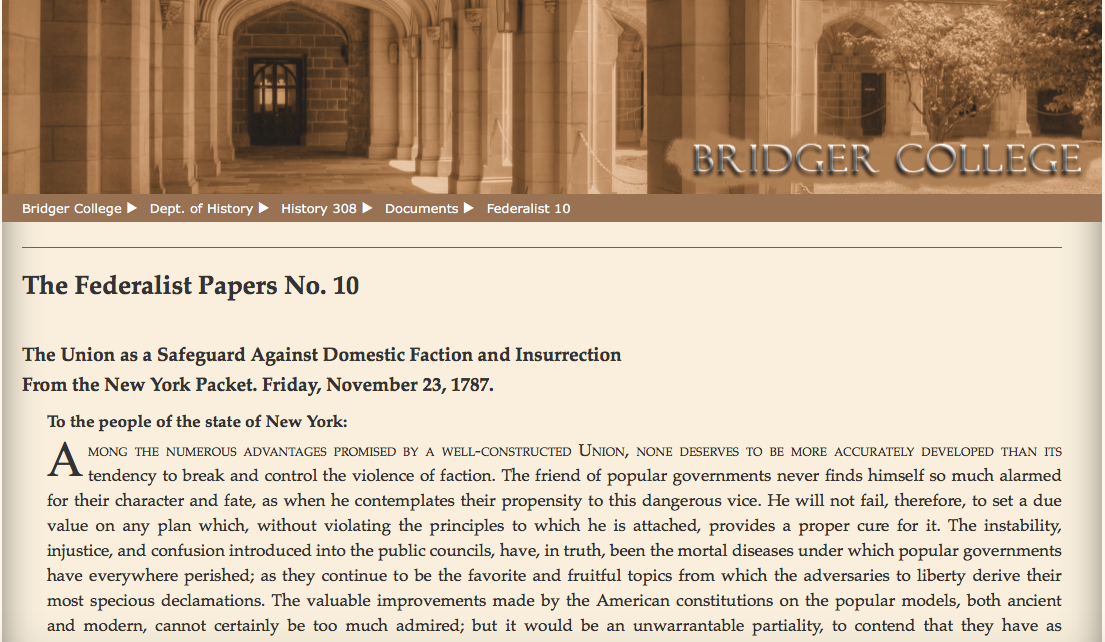 BRIDGER COLLEGE
Bridger College ▶ Dept. of History ▶ History 308 ▶ Documents ▶ Federalist 10
The Federalist Papers No. 10
The Union as a Safeguard Against Domestic Faction and Insurrection
From the New York Packet. Friday, November 23, 1787.
To the people of the state of New York:
AMONG THE NUMEROUS ADVANTAGES PROMISED BY A WELL-CONSTRUCTED UNION, NONE DESERVES TO BE MORE ACCURATELY DEVELOPED THAN ITS
tendency to break and control the violence of faction. The friend of popular governments never finds himself so much alarmed
for their character and fate, as when he contemplates their propensity to this dangerous vice. He will not fail, therefore, to set a due
value on any plan which, without violating the principles to which he is attached, provides a proper cure for it. The instability,
injustice, and confusion introduced into the public councils, have, in truth, been the mortal diseases under which popular governments
have everywhere perished; as they continue to be the favorite and fruitful topics from which the adversaries to liberty derive their
most specious declamations. The valuable improvements made by the American constitutions on the popular models, both ancient
and modern, cannot certainly be too much admired; but it would be an unwarrantable partiality, to contend that they have as